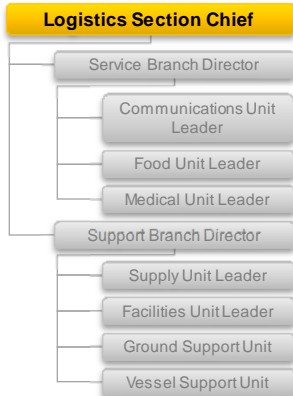 Logistics Section Chief
Service Branch Director
Communications Unit
Leader
Food Unit Leader
Medical Unit Leader
Support Branch Director
Supply Unit Leader
Facilities Unit Leader
Ground Support Unit
Vessel Support Unit